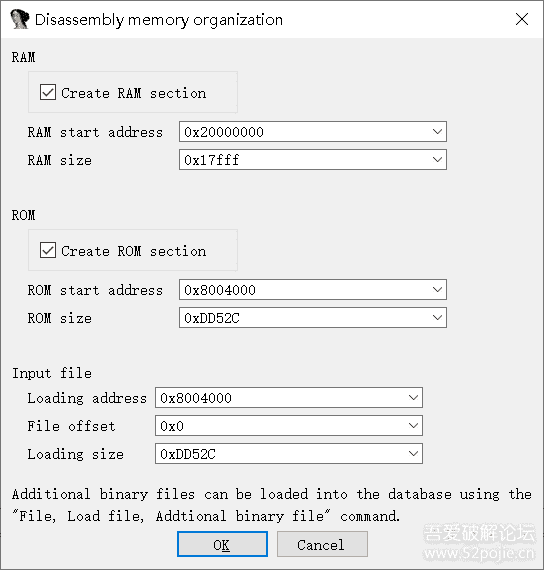 Disassembly memory organization
RAM
Create RAM section
RAM start address 0x20000000
RAM size 0x17fff
ROM
Create ROM section
ROM start address 0x8004000
ROM size 0xDD52C
Input file
Loading address 0x8004000
File offset 0x0
Loading size 0xDD52C
Additional binary files can be loaded into the database using the
"File, Load file, Addtional binary file" command.
OK Cancel
吾爱破解论坛
www.52pojie.cn